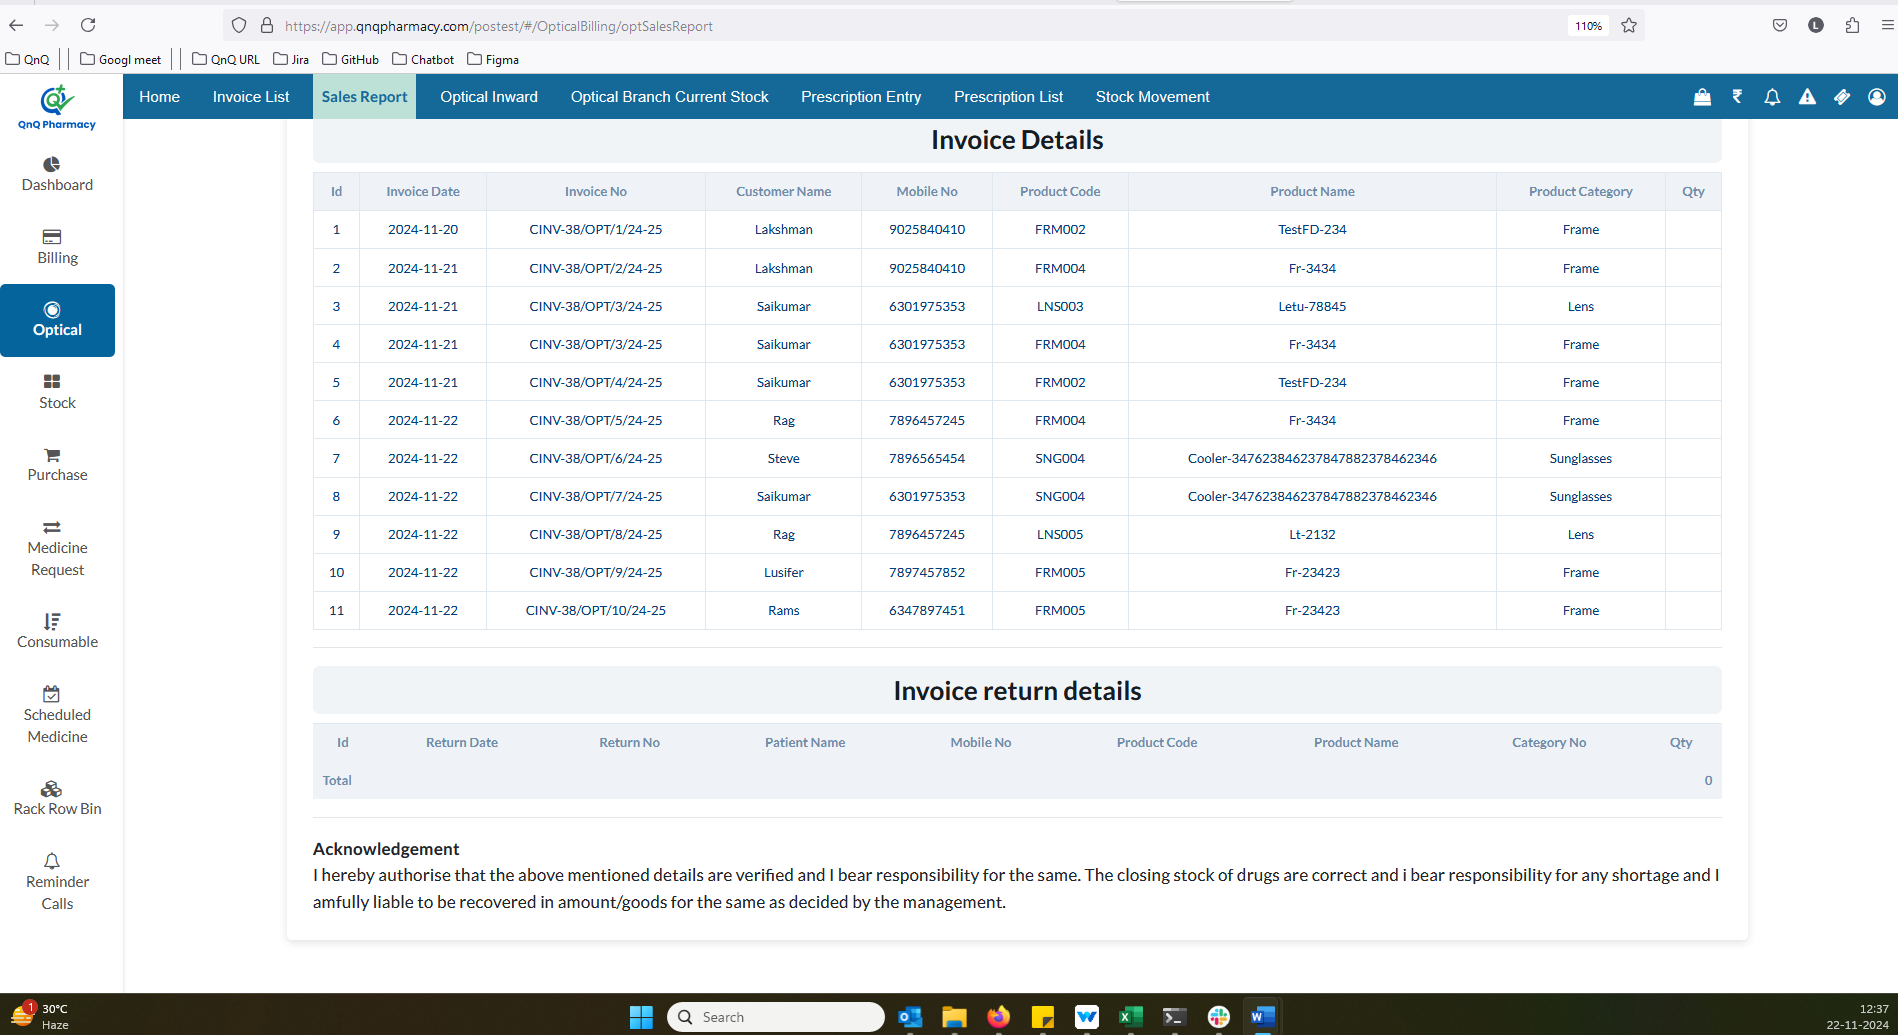 https://app.qnqpharmacy.com/postest/#/OpticalBilling/optSalesReport 110% L
QnQ Googl meet QnQ URL Jira GitHub Chatbot Figma
QnQ Pharmacy
Home Invoice List Sales Report Optical Inward Optical Branch Current Stock Prescription Entry Prescription List Stock Movement ₹
Dashboard
Billing
Optical
Stock
Purchase
Medicine
Request
Consumable
Scheduled
Medicine
Rack Row Bin
Reminder
Calls
Invoice Details
Id Invoice Date Invoice No Customer Name Mobile No Product Code Product Name Product Category Qty
1 2024-11-20 CINV-38/OPT/1/24-25 Lakshman 9025840410 FRM002 TestFD-234 Frame
2 2024-11-21 CINV-38/OPT/2/24-25 Lakshman 9025840410 FRM004 Fr-3434 Frame
3 2024-11-21 CINV-38/OPT/3/24-25 Saikumar 6301975353 LNS003 Letu-78845 Lens
4 2024-11-21 CINV-38/OPT/3/24-25 Saikumar 6301975353 FRM004 Fr-3434 Frame
5 2024-11-21 CINV-38/OPT/4/24-25 Saikumar 6301975353 FRM002 TestFD-234 Frame
6 2024-11-22 CINV-38/OPT/5/24-25 Rag 7896457245 FRM004 Fr-3434 Frame
7 2024-11-22 CINV-38/OPT/6/24-25 Steve 7896565454 SNG004 Cooler-3476238462378478823784​62346 Sunglasses
8 2024-11-22 CINV-38/OPT/7/24-25 Saikumar 6301975353 SNG004 Cooler-347623846237847882378462346 Sunglasses
9 2024-11-22 CINV-38/OPT/8/24-25 Rag 7896457245 LNS005 Lt-2132 Lens
10 2024-11-22 CINV-38/OPT/9/24-25 Lusifer 7897457852 FRM005 Fr-23423 Frame
11 2024-11-22 CINV-38/OPT/10/24-25 Rams 6347897451 FRM005 Fr-23423 Frame
Invoice return details
Id Return Date Return No Patient Name Mobile No Product Code Product Name Category No Qty
Total 0
Acknowledgement
I hereby authorise that the above mentioned details are verified and I bear responsibility for the same. The closing stock of drugs are correct and i bear responsibility for any shortage and I
amfully liable to be recovered in amount/goods for the same as decided by the management.
1 30°C
Haze
Search
12:37
22-11-2024